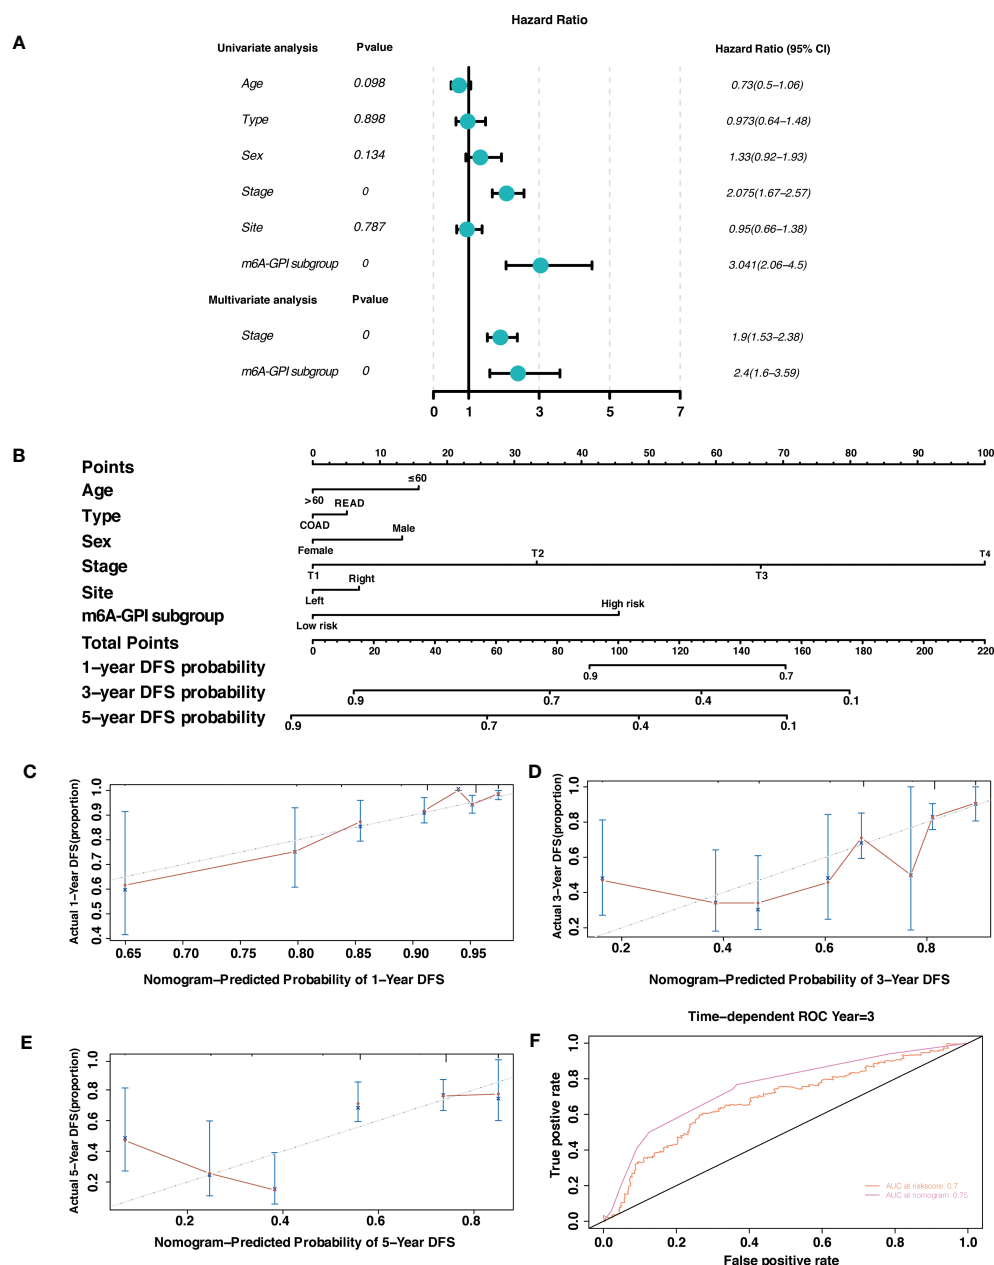 Hazard Ratio
A
Univariate analysis Pvalue Hazard Ratio (95% CI)
Age 0.098 0.73(0.5–1.06)
Type 0.898 0.973(0.64–1.48)
Sex 0.134 1.33(0.92–1.93)
Stage 0 2.075(1.67–2.57)
Site 0.787 0.95(0.66–1.38)
m6A-GPI subgroup 0 3.041(2.06–4.5)
Multivariate analysis Pvalue
Stage 0 1.9(1.53–2.38)
m6A-GPI subgroup 0 2.4(1.6–3.59)
0 1 3 5 7
B
0 10 20 30 40 50 60 70 80 90 100
Points
≤60
Age
>60 READ
Type
COAD Male
Sex
Female T2 T4
Stage
T1 Right T3
Site
Left High risk
m6A-GPI subgroup
Low risk
Total Points
0 20 40 60 80 100 120 140 160 180 200 220
1–year DFS probability
0.9 0.7
3–year DFS probability
0.9 0.7 0.4 0.1
5–year DFS probability
0.9 0.7 0.4 0.1
C
Actual 1–Year DFS(proportion)
0.4 0.5 0.6 0.7 0.8 0.9 1.0
0.65 0.70 0.75 0.80 0.85 0.90 0.95
Nomogram–Predicted Probability of 1–Year DFS
D
Actual 3–Year DFS(proportion)
0.2 0.4 0.6 0.8 1.0
0.2 0.4 0.6 0.8
Nomogram–Predicted Probability of 3–Year DFS
E
Actual 5–Year DFS(proportion)
0.2 0.4 0.6 0.8 1.0
0.2 0.4 0.6 0.8
Nomogram–Predicted Probability of 5–Year DFS
F
Time–dependent ROC Year=3
True postive rate
0.0 0.2 0.4 0.6 0.8 1.0
AUC at riskscore: 0.7
AUC at nomogram: 0.75
0.0 0.2 0.4 0.6 0.8 1.0
False positive rate